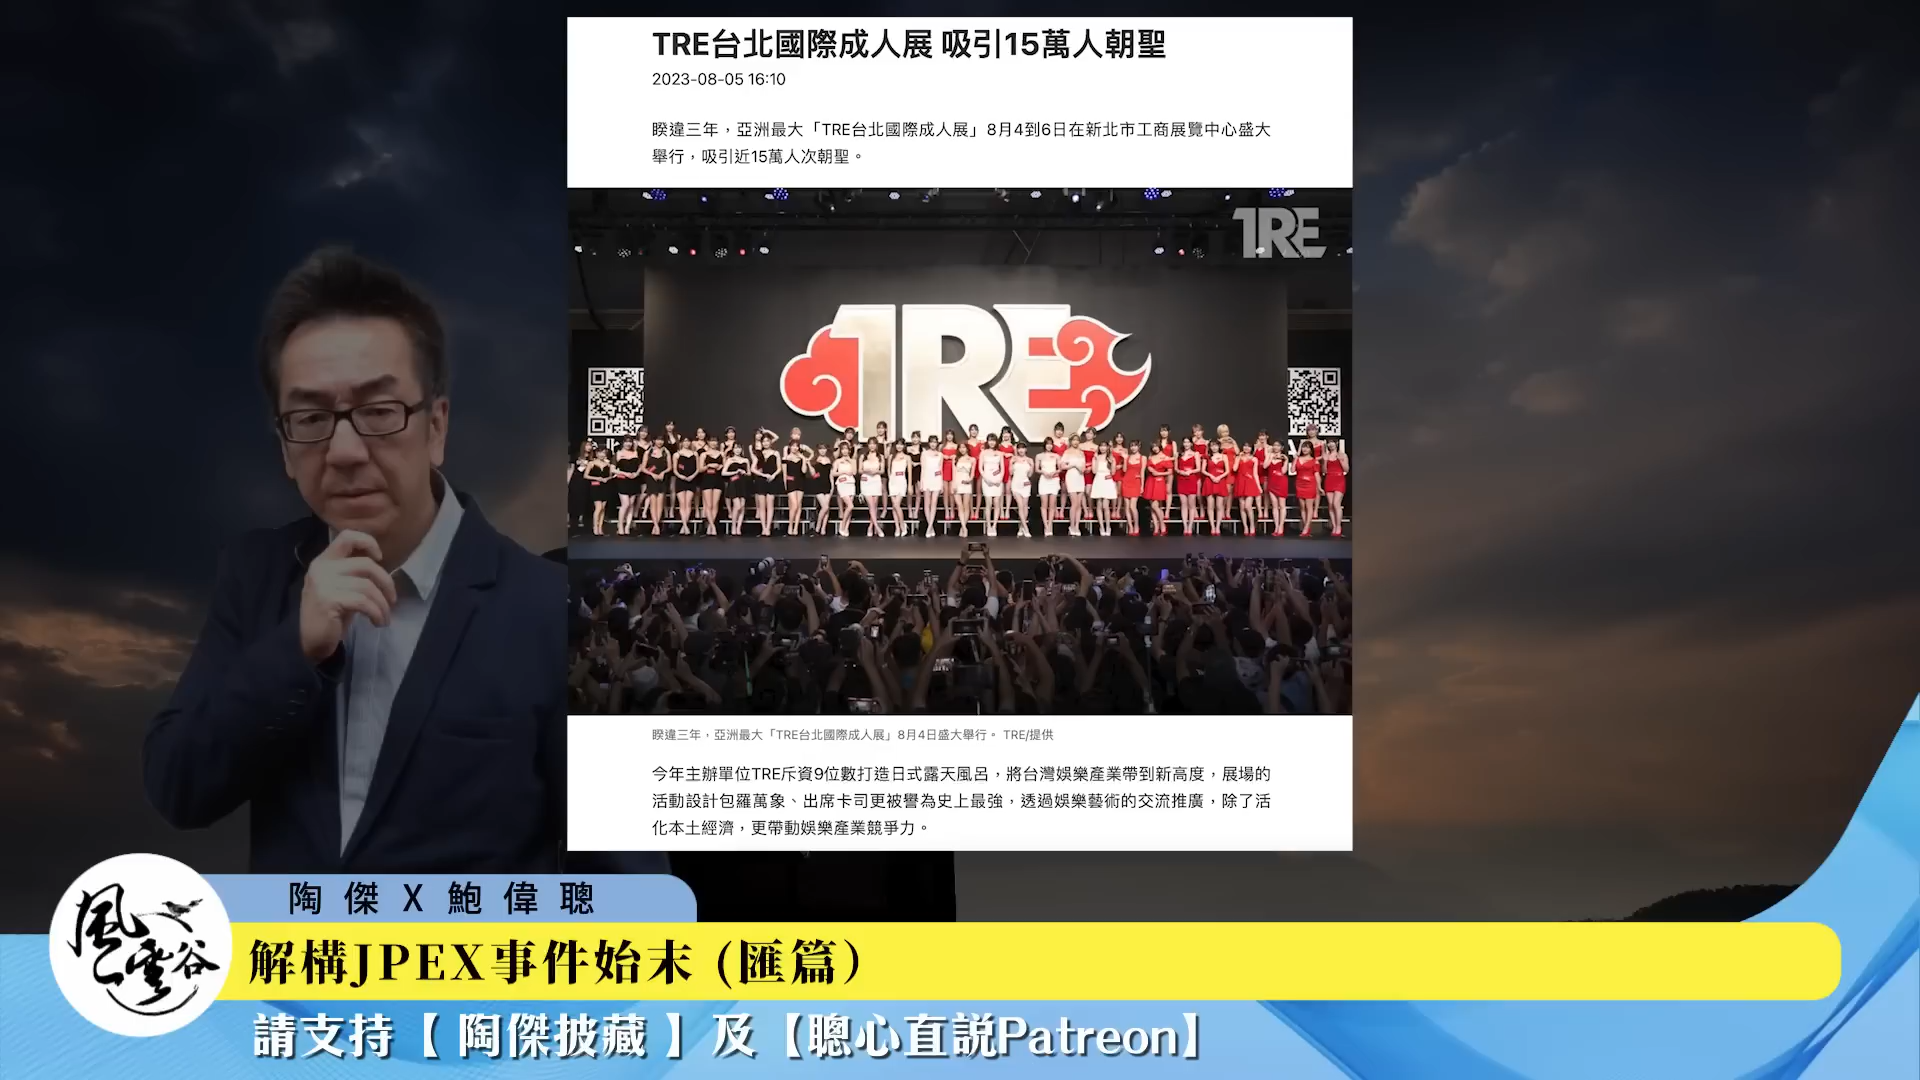 TRE台北國際成人展 吸引15萬人朝聖
2023-08-05 16:10
睽違三年，亞洲最大「TRE台北國際成人展」8月4到6日在新北市工商展覽中心盛大
舉行，吸引近15萬人次朝聖。
TRE
TRE
睽違三年，亞洲最大「TRE台北國際成人展」8月4日盛大舉行。 TRE/提供
今年主辦單位TRE斥資9位數打造日式露天風呂，將台灣娛樂產業帶到新高度，展場的
活動設計包羅萬象、出席卡司更被譽為史上最強，透過娛樂藝術的交流推廣，除了活
化本土經濟，更帶動娛樂產業競爭力。
陶傑X鮑偉聰
風雲谷
解構JPEX事件始末 (匯篇）
請支持【 陶傑披藏 】及【聰心直説Patreon】